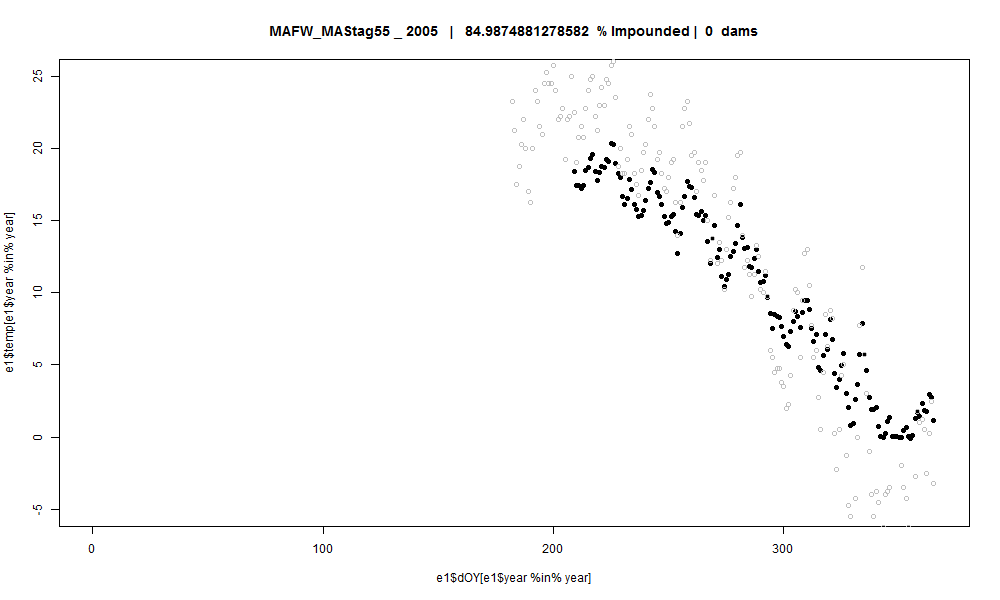 MAFW_MAStag55 _ 2005 | 84.9874881278582 % Impounded | 0 dams
e1$temp[e1$year %in% year]
25
20
15
10
5
0
-5
0 100 200 300
e1$dOY[e1$year %in% year]